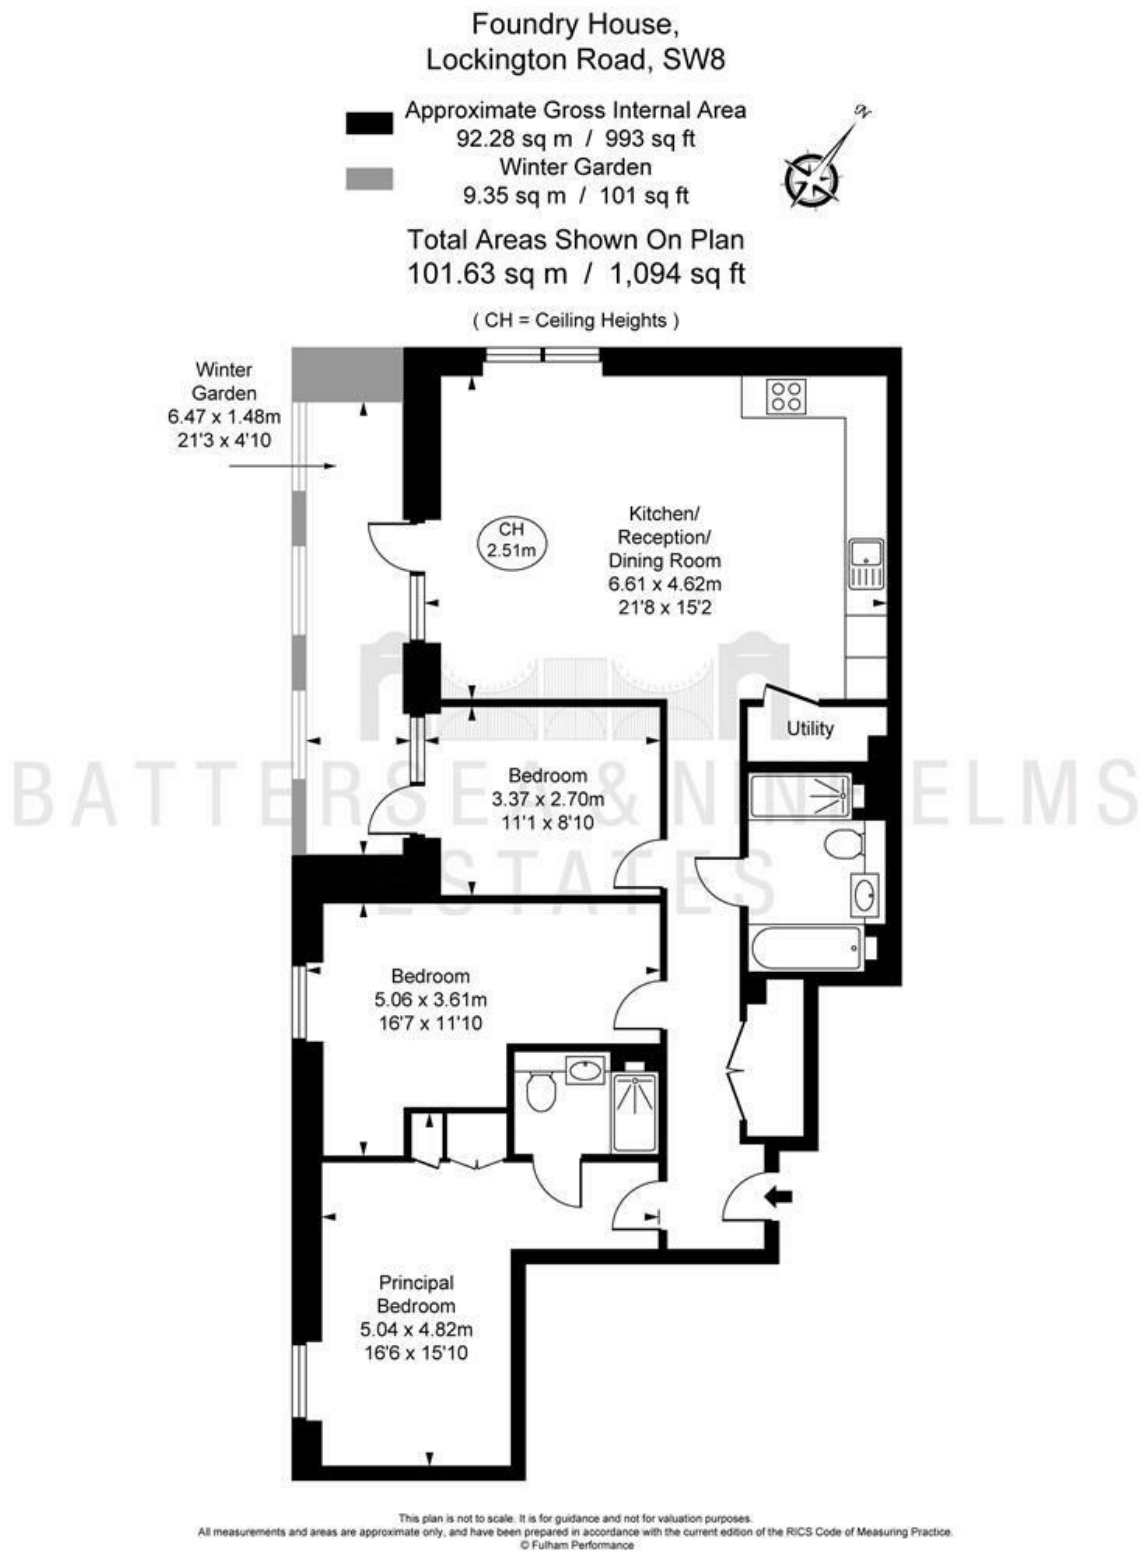 Foundry House,
Lockington Road, SW8
Approximate Gross Internal Area
92.28 sq m / 993 sq ft
Winter Garden
9.35 sq m / 101 sq ft
Total Areas Shown On Plan
101.63 sq m / 1,094 sq ft
( CH = Ceiling Heights )
N
Winter
Garden
6.47 x 1.48m
21'3 x 4'10
CH
2.51m
Kitchen/
Reception/
Dining Room
6.61 x 4.62m
21'8 x 15'2
Utility
Bedroom
3.37 x 2.70m
11'1 x 8'10
BATTERSEA & NINE ELMS
ESTATES
Bedroom
5.06 x 3.61m
16'7 x 11'10
Principal
Bedroom
5.04 x 4.82m
16'6 x 15'10
This plan is not to scale. It is for guidance and not for valuation purposes.
All measurements and areas are approximate only, and have been prepared in accordance with the current edition of the RICS Code of Measuring Practice.
© Fulham Performance